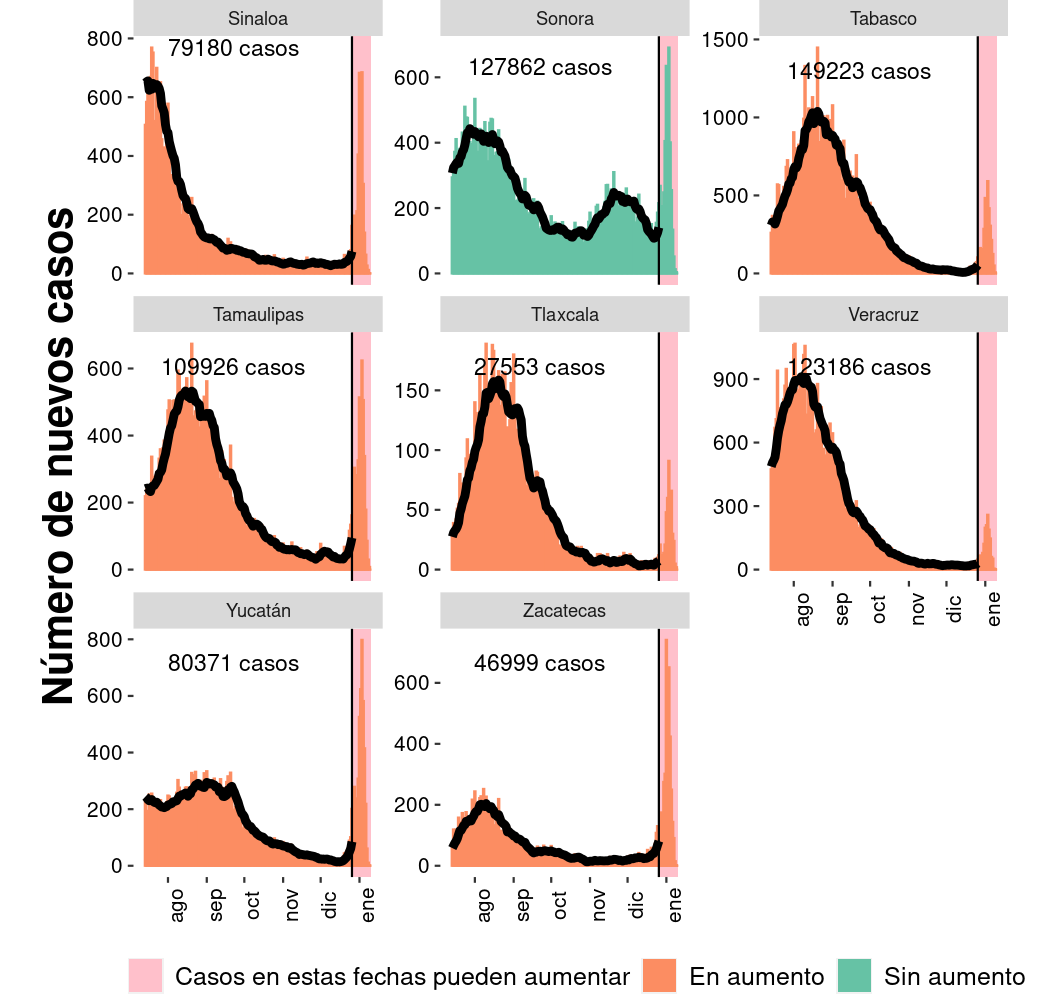 Número de nuevos casos
Sinaloa
79180 casos
800
600
400
200
0
Sonora
127862 casos
600
400
200
0
Tabasco
149223 casos
1500
1000
500
0
Tamaulipas
109926 casos
600
400
200
0
Tlaxcala
27553 casos
150
100
50
0
Veracruz
123186 casos
900
600
300
0
ago sep oct nov dic ene
Yucatán
80371 casos
800
600
400
200
0
ago sep oct nov dic ene
Zacatecas
46999 casos
600
400
200
0
ago sep oct nov dic ene
Casos en estas fechas pueden aumentar En aumento Sin aumento